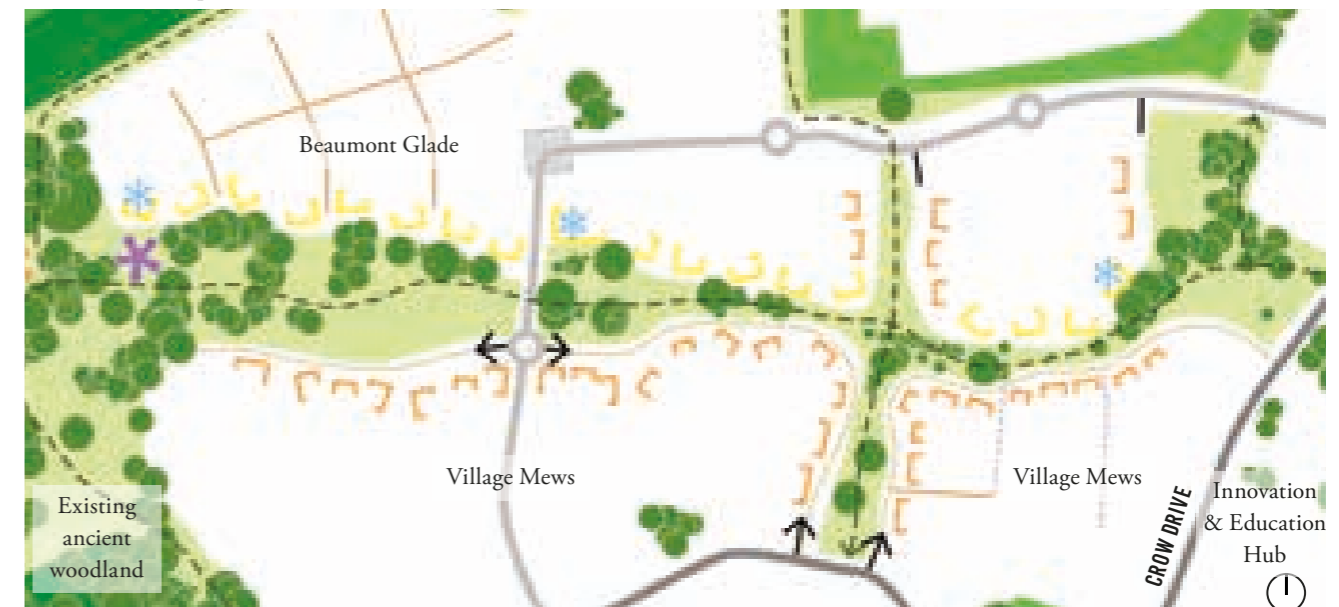 Beaumont Glade
Village Mews
Village Mews
Existing
ancient
woodland
CROW DRIVE
Innovation
& Education
Hub